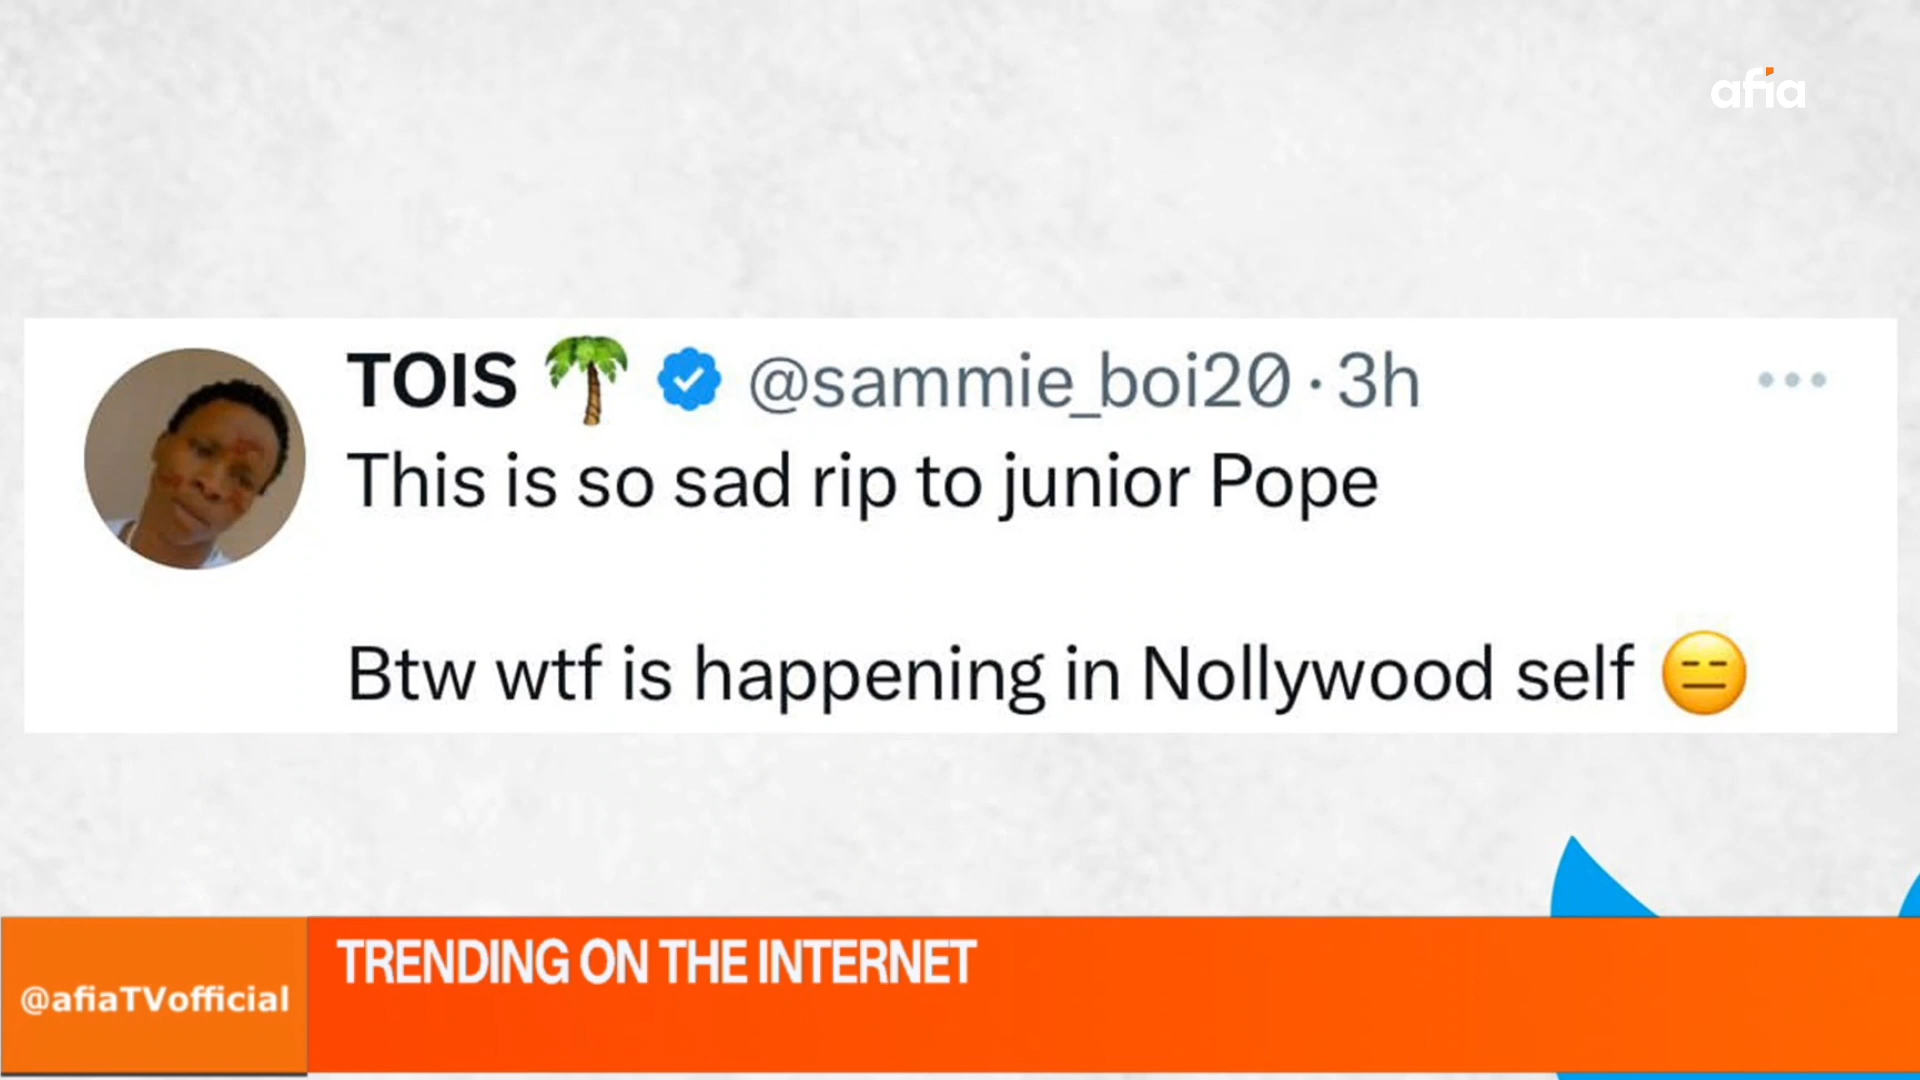 afia
TOIS 🌴 @sammie_boi20 · 3h
This is so sad rip to junior Pope
Btw wtf is happening in Nollywood self 😑
TRENDING ON THE INTERNET
@afiaTVofficial